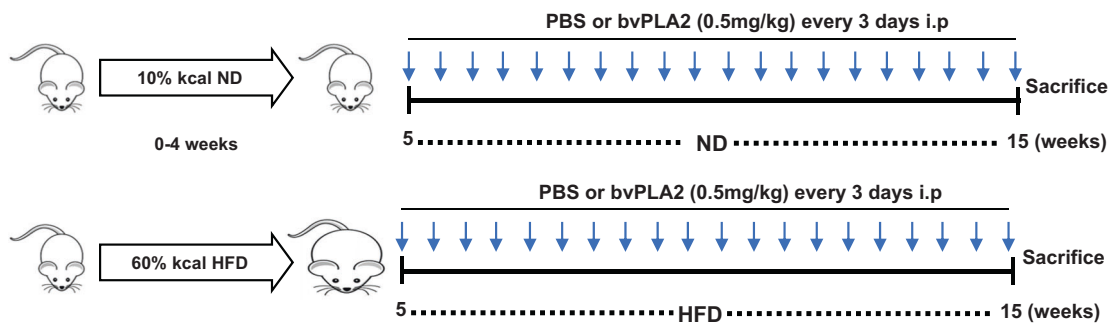 PBS or bvPLA2 (0.5mg/kg) every 3 days i.p
10% kcal ND
Sacrifice
0-4 weeks
5 ND 15 (weeks)
PBS or bvPLA2 (0.5mg/kg) every 3 days i.p
60% kcal HFD
Sacrifice
5 HFD 15 (weeks)